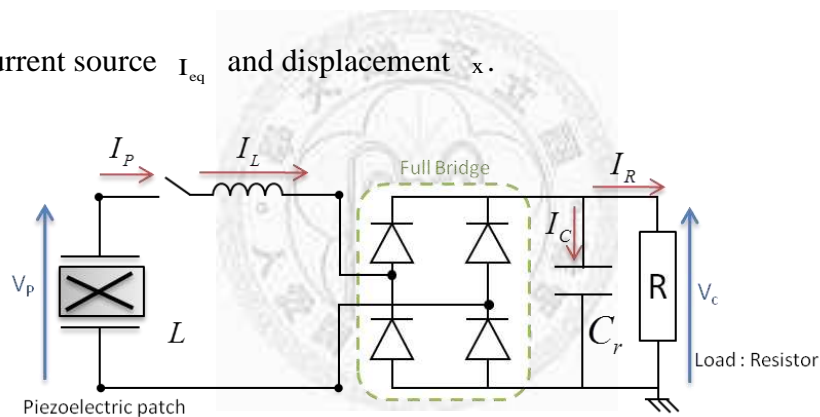 urrent source I_eq and displacement x.
I_P
I_L
Full Bridge
I_R
I_C
V_P
R
V_c
L
C_r
Load : Resistor
Piezoelectric patch